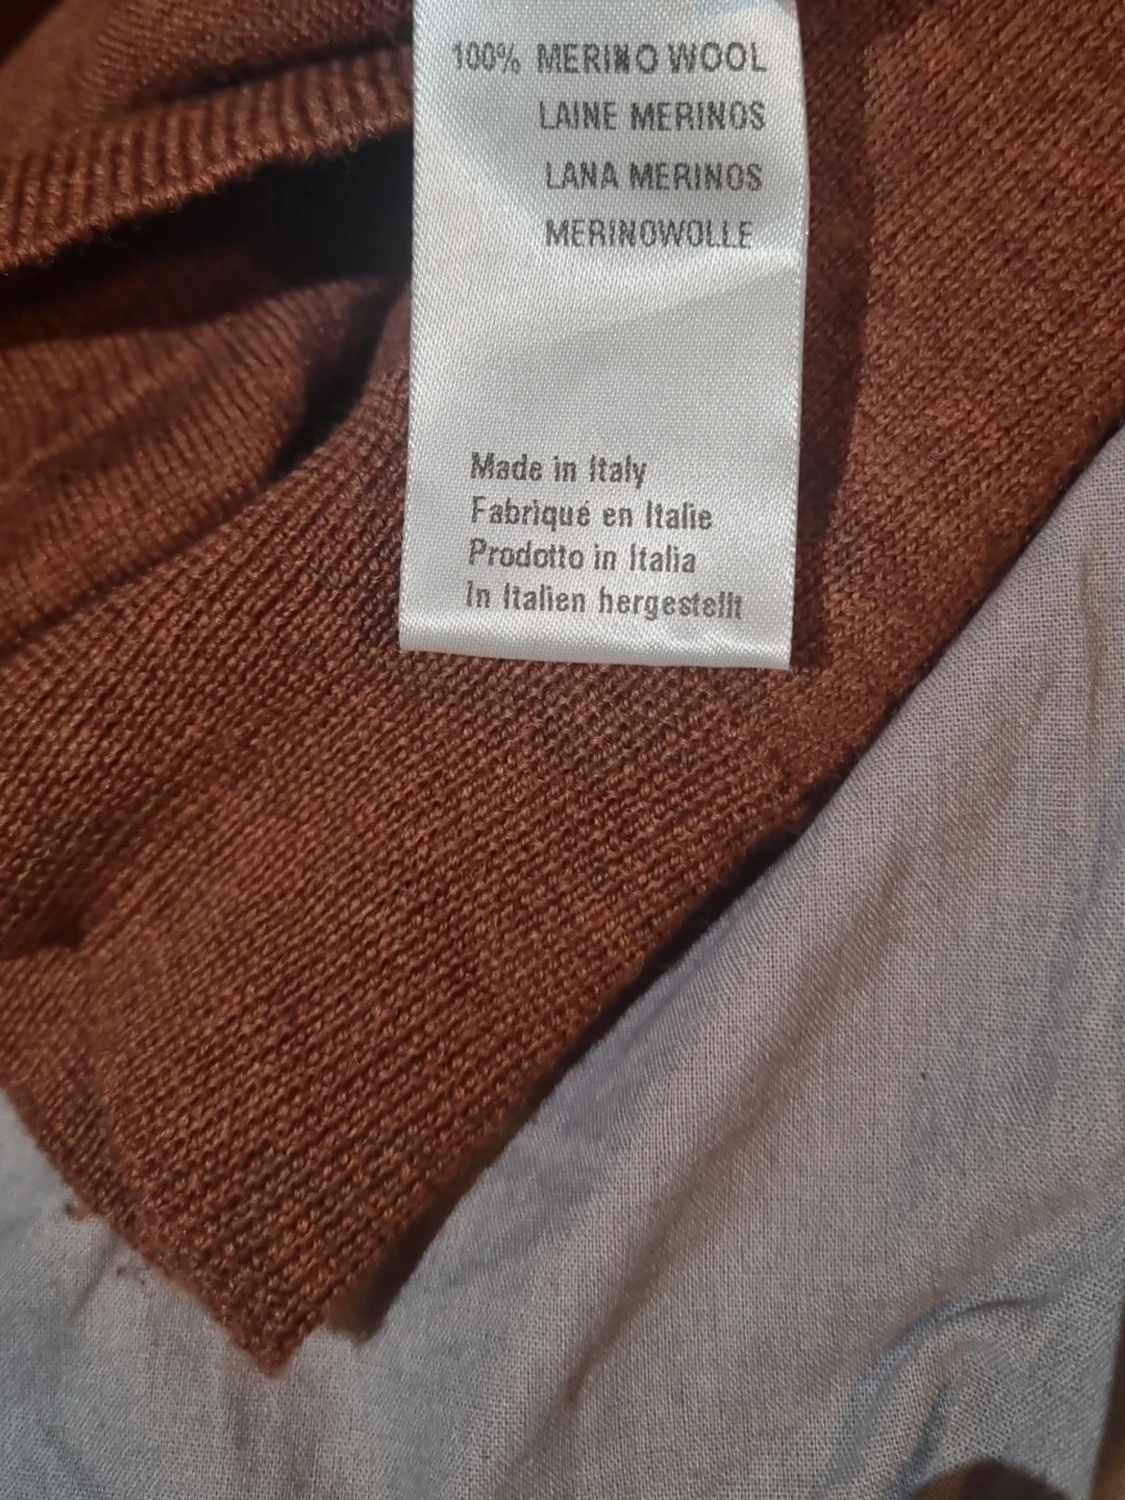 100% MERINO WOOL
LAINE MERINOS
LANA MERINOS
MERINOWOLLE
Made in Italy
Fabriqué en Italie
Prodotto in Italia
In Italien hergestellt